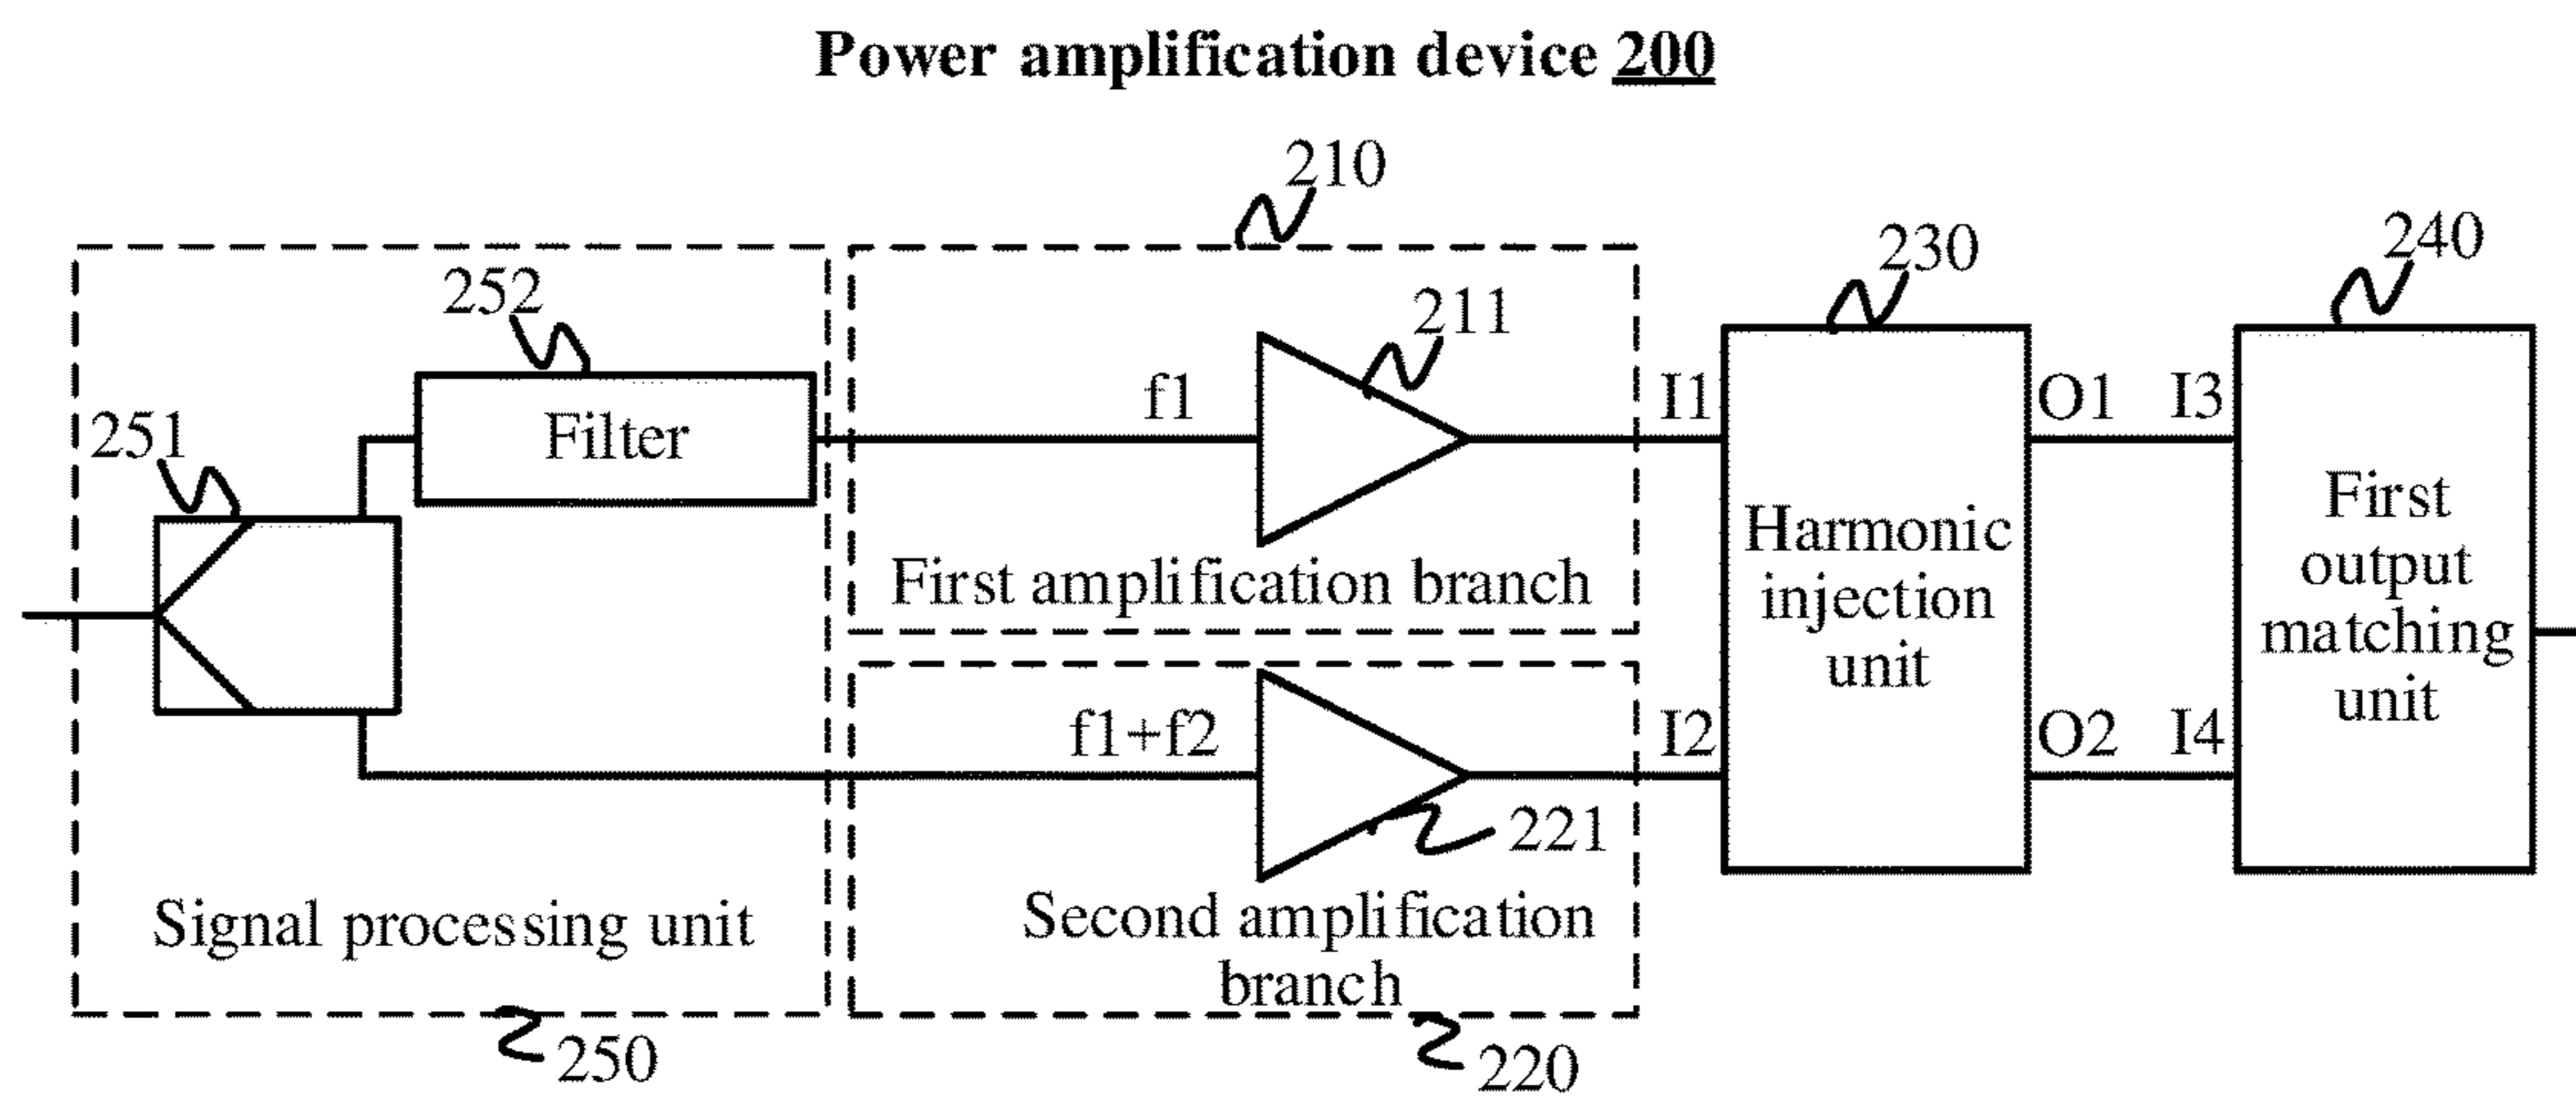 Power amplification device 200
210
230
240
252
211
251
Filter
f1
I1
O1
I3
First amplification branch
Harmonic
injection
unit
First
output
matching
unit
f1+f2
I2
O2
I4
221
Signal processing unit
Second amplification
branch
250
220